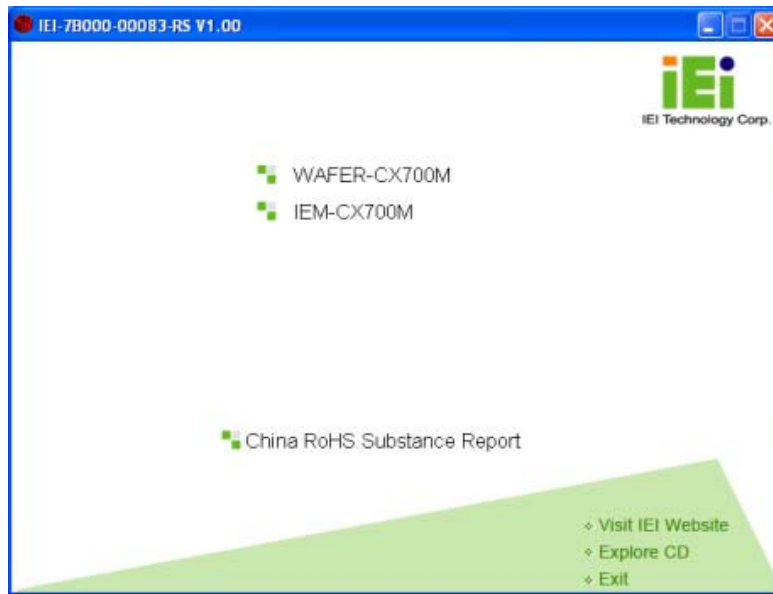 IEI-7B000-00083-RS V1.00
iEi
IEI Technology Corp.
WAFER-CX700M
IEM-CX700M
China RoHS Substance Report
Visit IEI Website
Explore CD
Exit